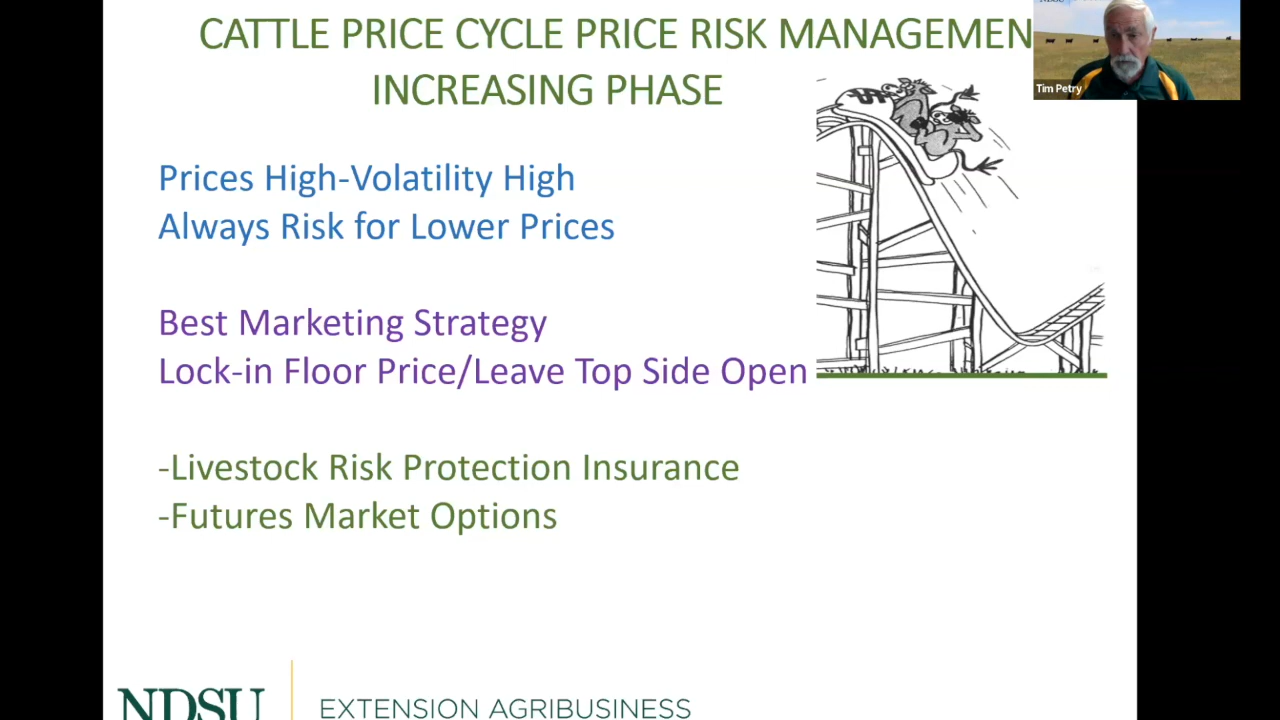 CATTLE PRICE CYCLE PRICE RISK MANAGEMEN
INCREASING PHASE
NDSU
Tim Petry
$
Prices High-Volatility High
Always Risk for Lower Prices
Best Marketing Strategy
Lock-in Floor Price/Leave Top Side Open
-Livestock Risk Protection Insurance
-Futures Market Options
NDSU
EXTENSION AGRIBUSINESS